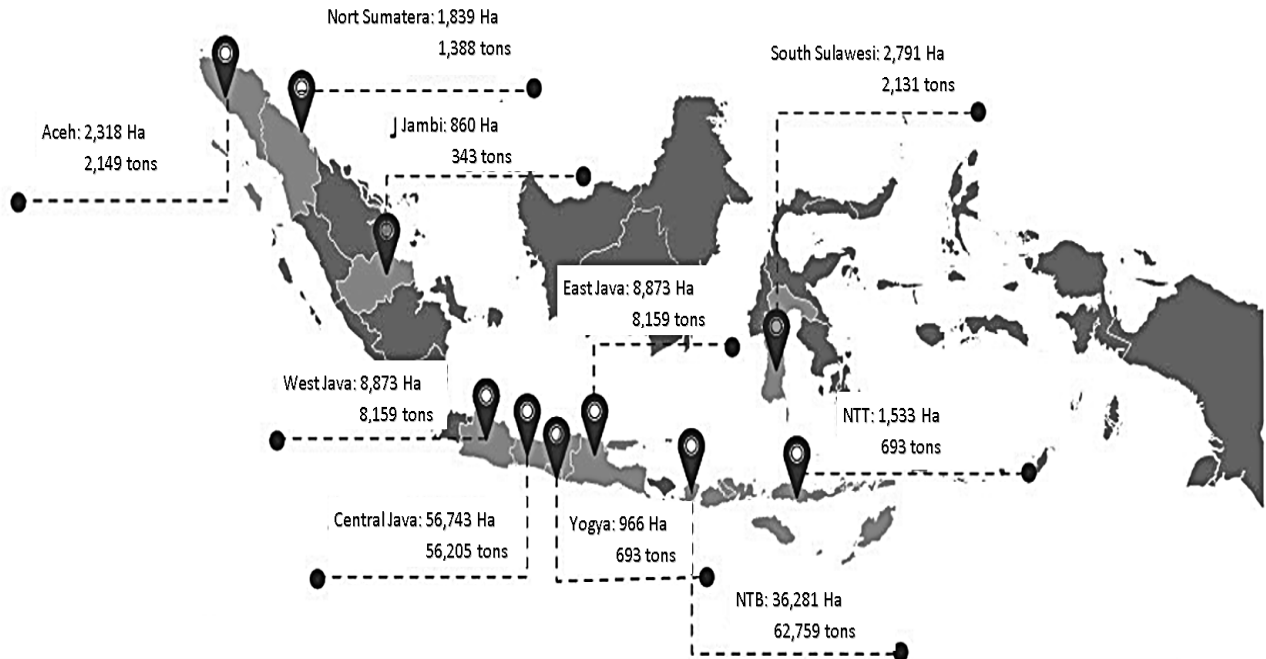 Nort Sumatera: 1,839 Ha
1,388 tons
South Sulawesi: 2,791 Ha
2,131 tons
Aceh: 2,318 Ha
2,149 tons
J Jambi: 860 Ha
343 tons
East Java: 8,873 Ha
8,159 tons
West Java: 8,873 Ha
8,159 tons
NTT: 1,533 Ha
693 tons
Central Java: 56,743 Ha
56,205 tons
Yogya: 966 Ha
693 tons
NTB: 36,281 Ha
62,759 tons